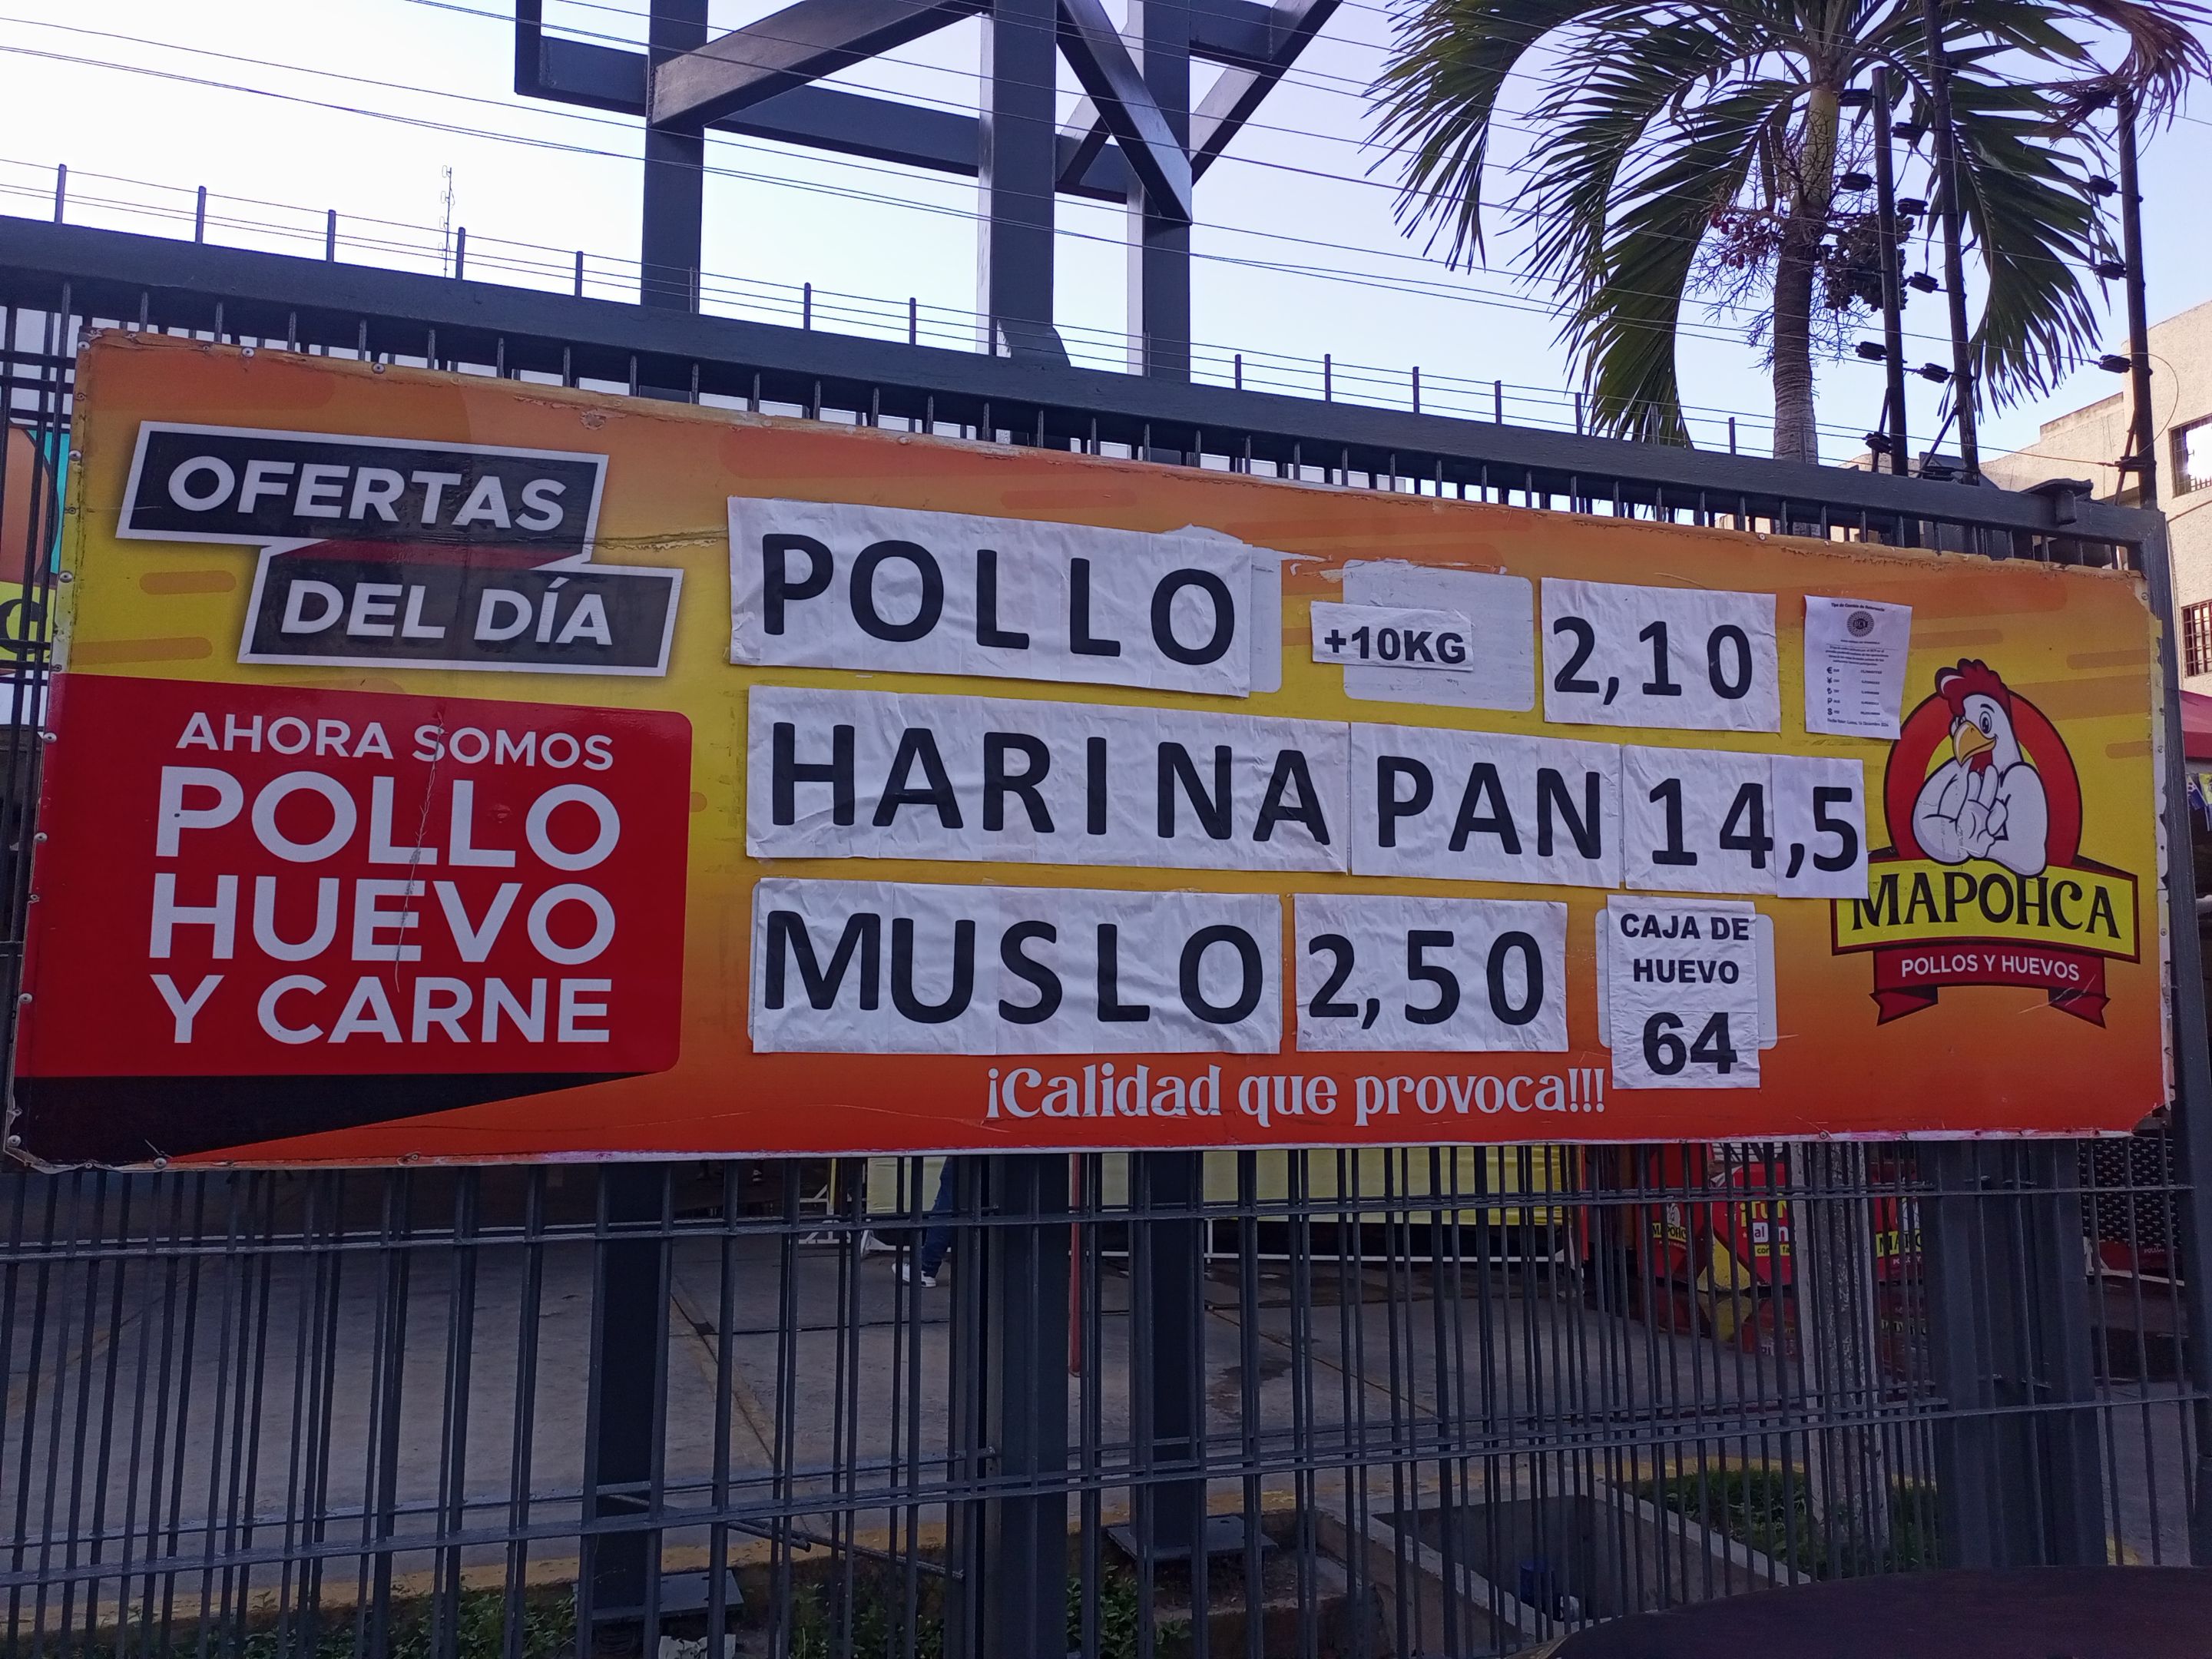 OFERTAS
DEL DÍA
AHORA SOMOS
POLLO
HUEVO
Y CARNE
POLLO +10KG 2,10
HARINA PAN 14,5
MUSLO 2,50
CAJA DE
HUEVO
64
¡Calidad que provoca!!!
MAPOHCA
POLLOS Y HUEVOS